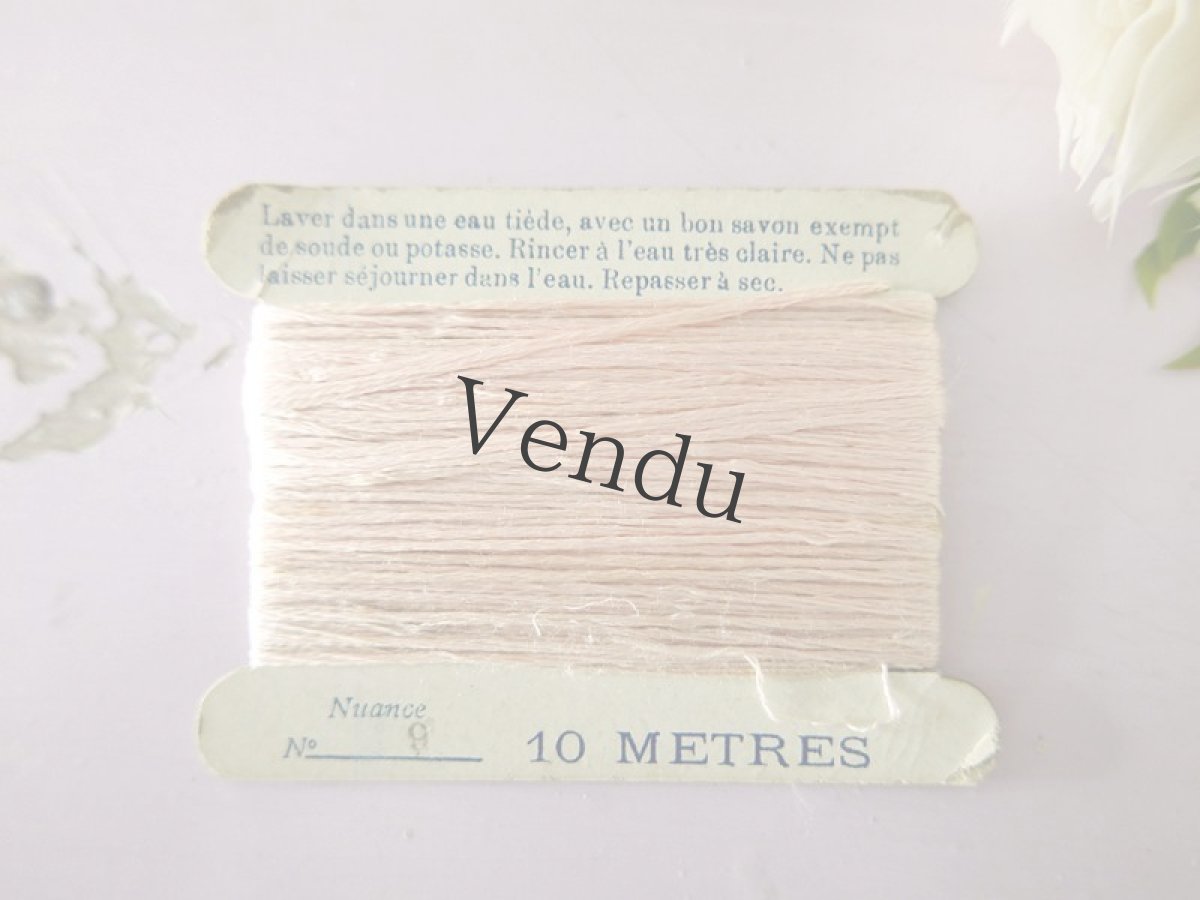 Laver dans une eau tiède, avec un bon savon exempt
de soude ou potasse. Rincer à l'eau très claire. Ne pas
laisser séjourner dans l'eau. Repasser à sec.
Vendu
Nuance
Nº 9 10 METRES